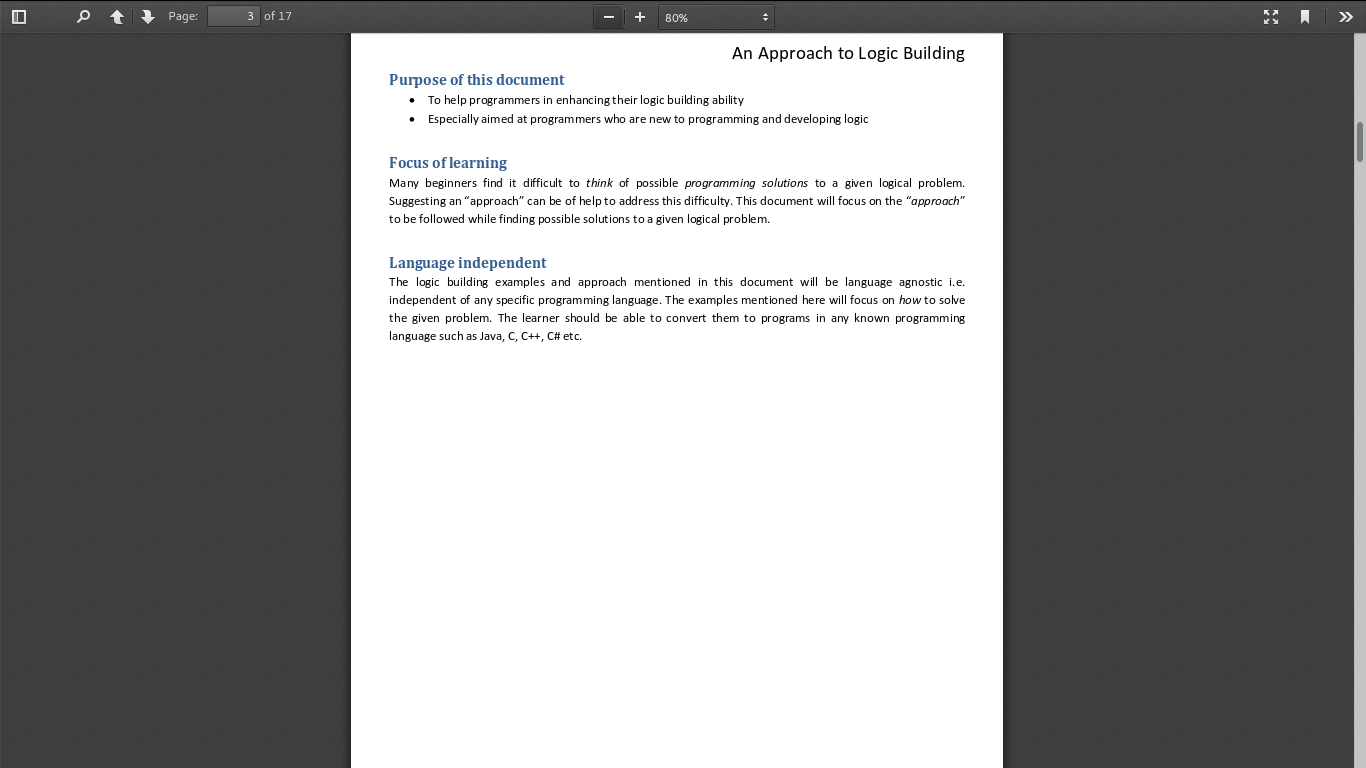 Page: 3 of 17 80%
An Approach to Logic Building
Purpose of this document
• To help programmers in enhancing their logic building ability
• Especially aimed at programmers who are new to programming and developing logic
Focus of learning
Many beginners find it difficult to think of possible programming solutions to a given logical problem.
Suggesting an “approach” can be of help to address this difficulty. This document will focus on the “approach”
to be followed while finding possible solutions to a given logical problem.
Language independent
The logic building examples and approach mentioned in this document will be language agnostic i.e.
independent of any specific programming language. The examples mentioned here will focus on how to solve
the given problem. The learner should be able to convert them to programs in any known programming
language such as Java, C, C++, C# etc.